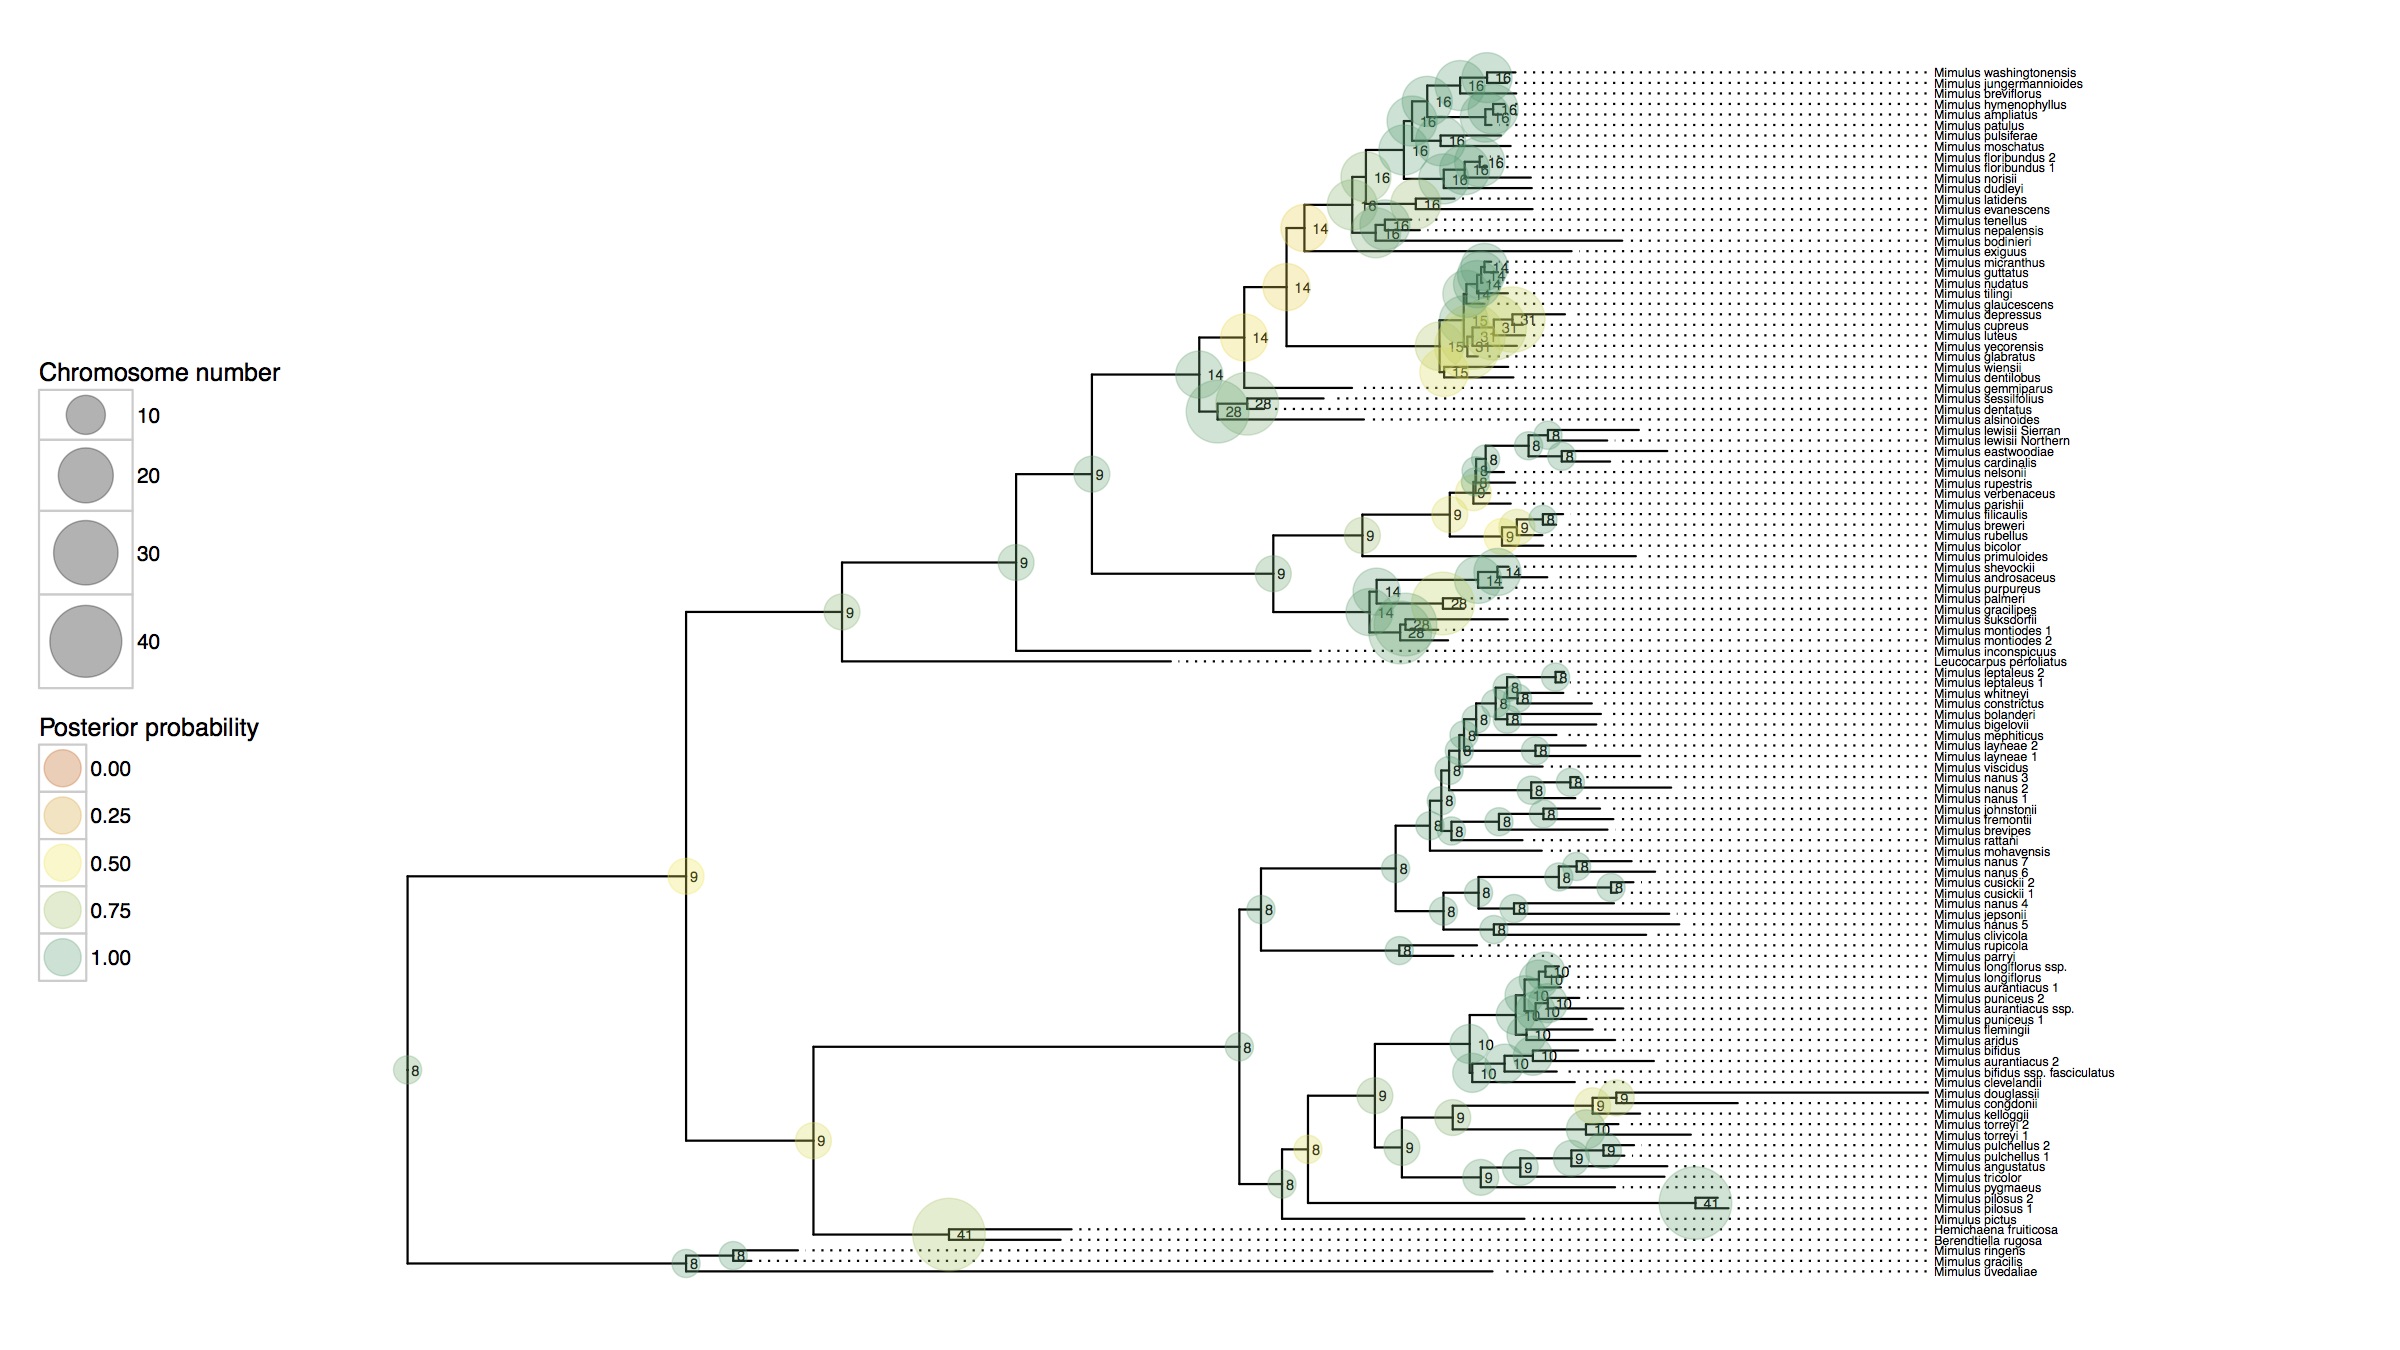 Chromosome number
10
20
30
40
Posterior probability
0.00
0.25
0.50
0.75
1.00
Mimulus washingtonensis
Mimulus jungermannioides
Mimulus breviflorus
Mimulus hymenophyllus
Mimulus ampliatus
Mimulus patulus
Mimulus pulsiferae
Mimulus moschatus
Mimulus floribundus 2
Mimulus floribundus 1
Mimulus norisii
Mimulus dudleyi
Mimulus latidens
Mimulus evanescens
Mimulus tenellus
Mimulus nepalensis
Mimulus bodinieri
Mimulus exiguus
Mimulus micranthus
Mimulus guttatus
Mimulus nudatus
Mimulus tilingi
Mimulus glaucescens
Mimulus depressus
Mimulus cupreus
Mimulus luteus
Mimulus yecorensis
Mimulus glabratus
Mimulus wiensii
Mimulus dentilobus
Mimulus gemmiparus
Mimulus sessilfolius
Mimulus dentatus
Mimulus alsinoides
Mimulus lewisii Sierran
Mimulus lewisii Northern
Mimulus eastwoodiae
Mimulus cardinalis
Mimulus nelsonii
Mimulus rupestris
Mimulus verbenaceus
Mimulus parishii
Mimulus filicaulis
Mimulus breweri
Mimulus rubellus
Mimulus bicolor
Mimulus primuloides
Mimulus shevockii
Mimulus androsaceus
Mimulus purpureus
Mimulus palmeri
Mimulus gracilipes
Mimulus suksdorfii
Mimulus montiodes 1
Mimulus montiodes 2
Mimulus inconspicuus
Leucocarpus perfoliatus
Mimulus leptaleus 2
Mimulus leptaleus 1
Mimulus whitneyi
Mimulus constrictus
Mimulus bolanderi
Mimulus bigelovii
Mimulus mephiticus
Mimulus layneae 2
Mimulus layneae 1
Mimulus viscidus
Mimulus nanus 3
Mimulus nanus 2
Mimulus nanus 1
Mimulus johnstonii
Mimulus fremontii
Mimulus brevipes
Mimulus rattani
Mimulus mohavensis
Mimulus nanus 7
Mimulus nanus 6
Mimulus cusickii 2
Mimulus cusickii 1
Mimulus nanus 4
Mimulus jepsonii
Mimulus nanus 5
Mimulus clivicola
Mimulus rupicola
Mimulus parryi
Mimulus longiflorus ssp.
Mimulus longiflorus
Mimulus aurantiacus 1
Mimulus puniceus 2
Mimulus aurantiacus ssp.
Mimulus puniceus 1
Mimulus flemingii
Mimulus aridus
Mimulus bifidus
Mimulus aurantiacus 2
Mimulus bifidus ssp. fasciculatus
Mimulus clevelandii
Mimulus douglassii
Mimulus congdonii
Mimulus kelloggii
Mimulus torreyi 2
Mimulus torreyi 1
Mimulus pulchellus 2
Mimulus pulchellus 1
Mimulus angustatus
Mimulus tricolor
Mimulus pygmaeus
Mimulus pilosus 2
Mimulus pilosus 1
Mimulus pictus
Hemichaena fruiticosa
Berendtiella rugosa
Mimulus ringens
Mimulus gracilis
Mimulus uvedaliae